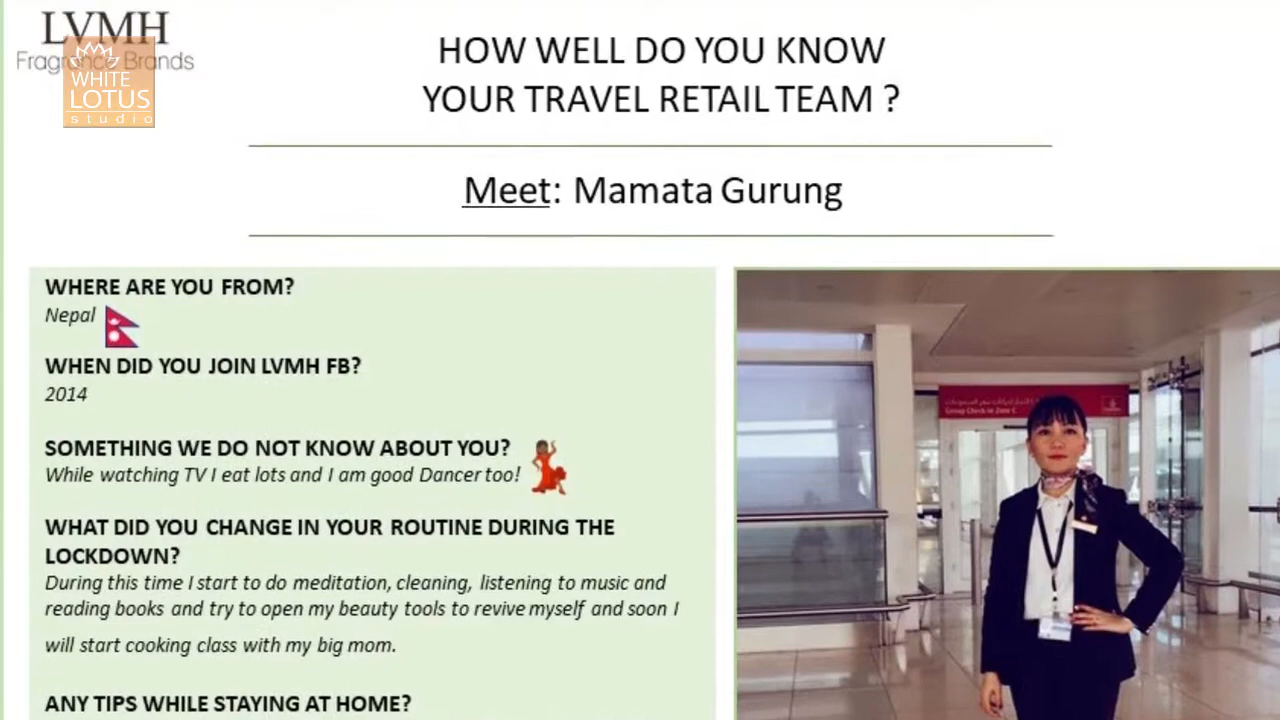 LVMH
Fragrance Brands
WHITE
LOTUS
studio
HOW WELL DO YOU KNOW
YOUR TRAVEL RETAIL TEAM ?
Meet: Mamata Gurung
WHERE ARE YOU FROM?
Nepal
WHEN DID YOU JOIN LVMH FB?
2014
SOMETHING WE DO NOT KNOW ABOUT YOU?
While watching TV I eat lots and I am good Dancer too!
WHAT DID YOU CHANGE IN YOUR ROUTINE DURING THE
LOCKDOWN?
During this time I start to do meditation, cleaning, listening to music and
reading books and try to open my beauty tools to revive myself and soon I
will start cooking class with my big mom.
ANY TIPS WHILE STAYING AT HOME?
Group Check-in Zone C